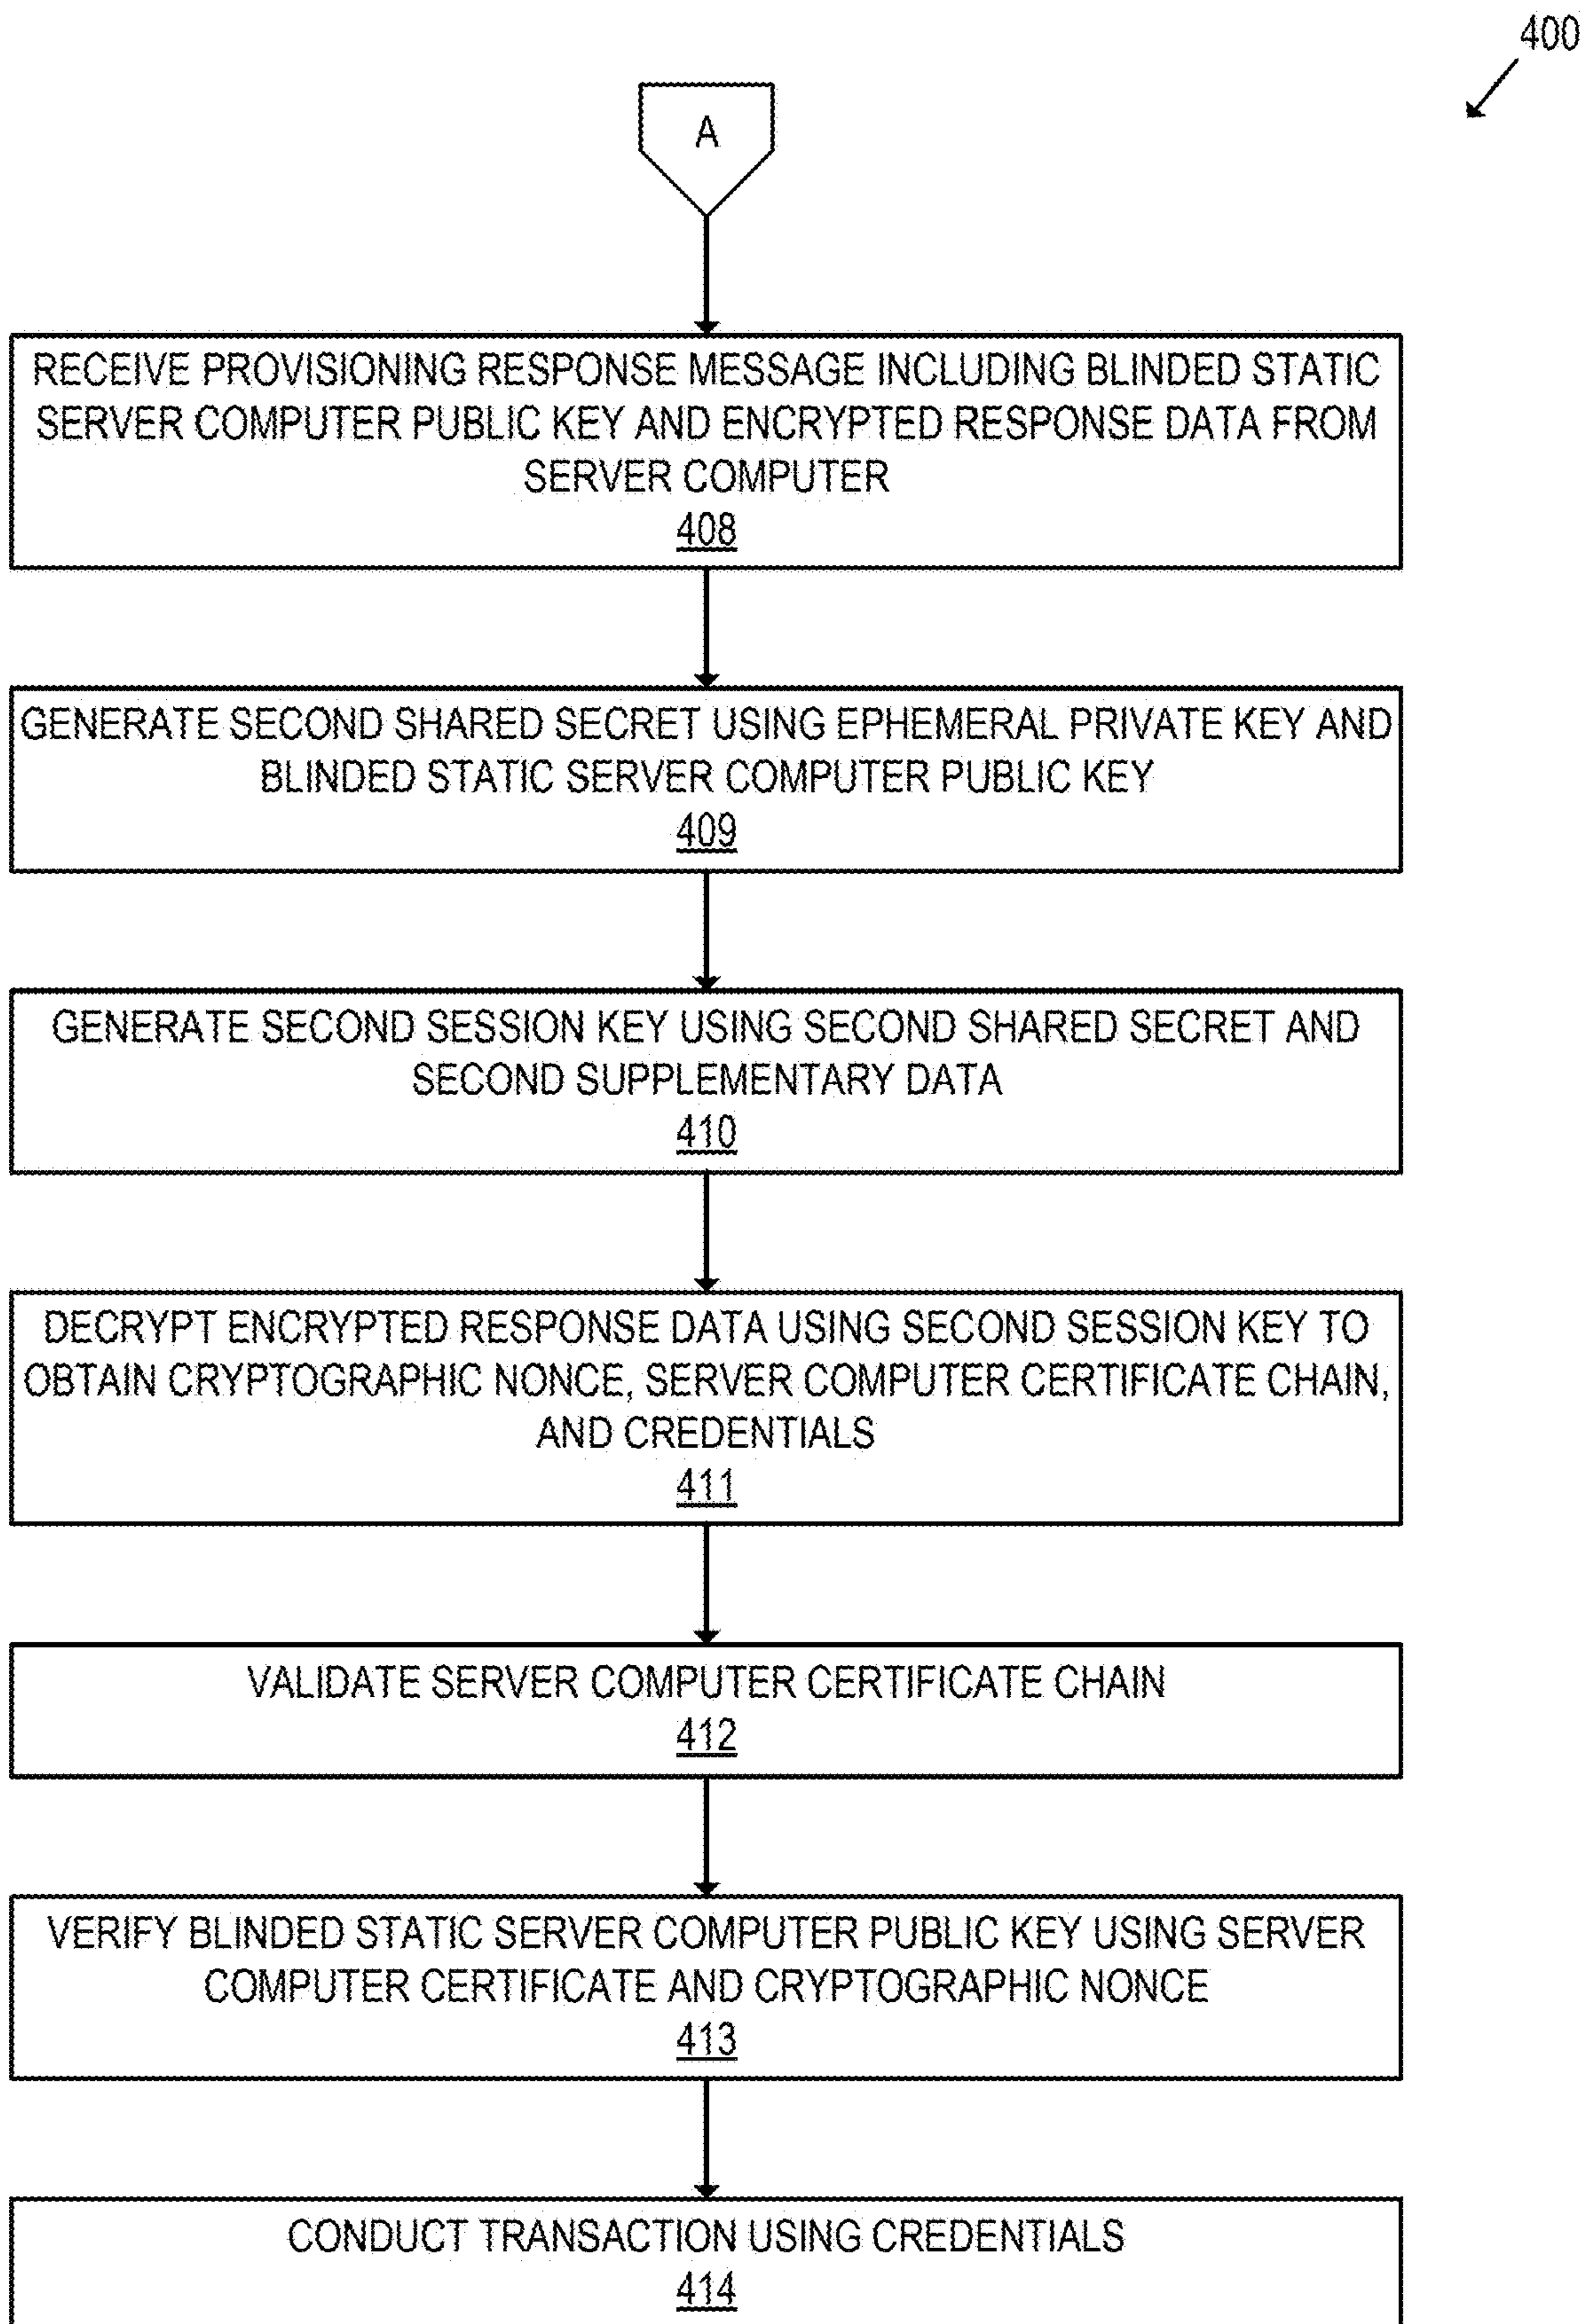 400
A
RECEIVE PROVISIONING RESPONSE MESSAGE INCLUDING BLINDED STATIC
SERVER COMPUTER PUBLIC KEY AND ENCRYPTED RESPONSE DATA FROM
SERVER COMPUTER
408
GENERATE SECOND SHARED SECRET USING EPHEMERAL PRIVATE KEY AND
BLINDED STATIC SERVER COMPUTER PUBLIC KEY
409
GENERATE SECOND SESSION KEY USING SECOND SHARED SECRET AND
SECOND SUPPLEMENTARY DATA
410
DECRYPT ENCRYPTED RESPONSE DATA USING SECOND SESSION KEY TO
OBTAIN CRYPTOGRAPHIC NONCE, SERVER COMPUTER CERTIFICATE CHAIN,
AND CREDENTIALS
411
VALIDATE SERVER COMPUTER CERTIFICATE CHAIN
412
VERIFY BLINDED STATIC SERVER COMPUTER PUBLIC KEY USING SERVER
COMPUTER CERTIFICATE AND CRYPTOGRAPHIC NONCE
413
CONDUCT TRANSACTION USING CREDENTIALS
414